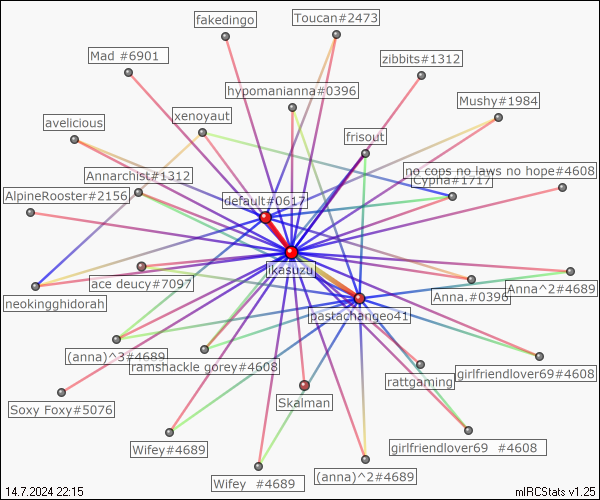 Toucan#2473
fakedingo
Mad #6901
zibbits#1312
hypomanianna#0396
Mushy#1984
xenoyaut
avelicious
frisout
no cops no laws no hope#4608
Annarchist#1312
Cypha#1717
AlpineRooster#2156
default#0617
ikasuzu
ace deucy#7097
Anna.#0396
Anna^2#4689
neokingghidorah
pastachangeo41
(anna)^3#4689
ramshackle gorey#4608
girlfriendlover69#4608
rattgaming
Skalman
Soxy Foxy#5076
Wifey#4689
girlfriendlover69 #4608
(anna)^2#4689
Wifey #4689
14.7.2024 22:15
mIRCStats v1.25